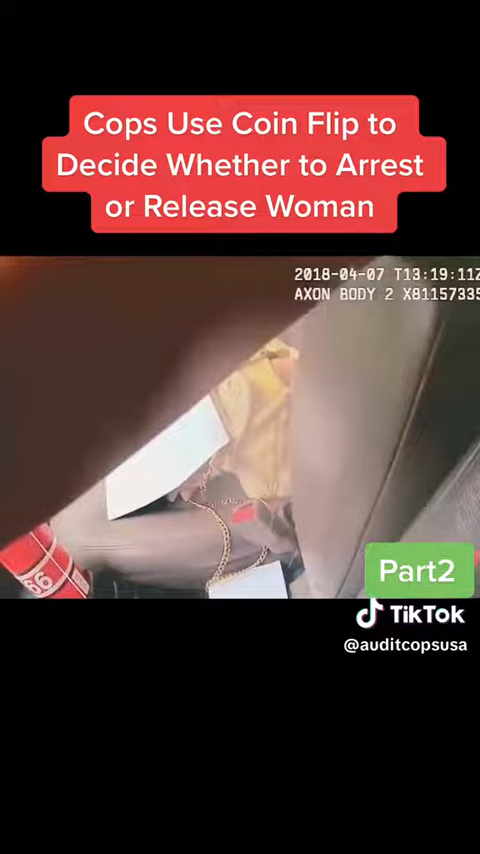 Cops Use Coin Flip to
Decide Whether to Arrest
or Release Woman
2018-04-07 T13:19:11Z
AXON BODY 2 X81157335
66
Part2
TikTok
@auditcopsusa